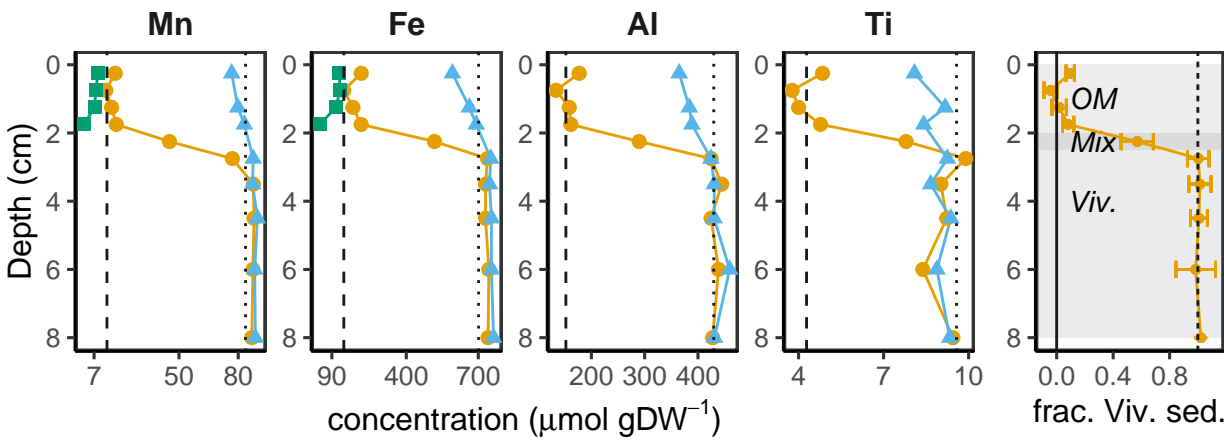 Mn Fe Al Ti
0 0 0 0 0
OM
2 2 2 2 2
Mix
4 4 4 4 4
Viv.
6 6 6 6 6
8 8 8 8 8
Depth (cm)
7 50 80 90 400 700 200 300 400 4 7 10 0.0 0.4 0.8
concentration (μmol gDW⁻¹) frac. Viv. sed.